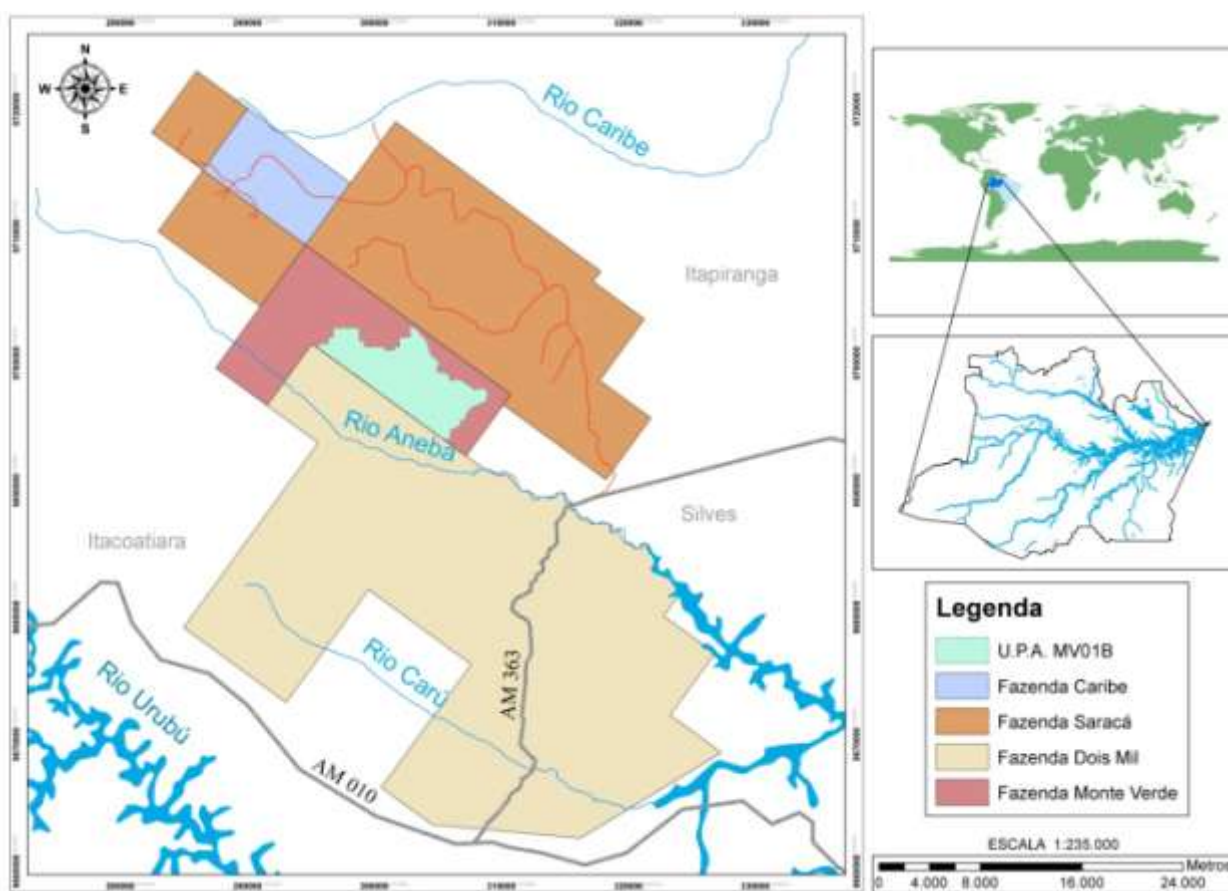 N
W E
S
Rio Caribe
Itapiranga
Rio Aneba
Silves
Itacoatiara
Rio Carú
AM 363
Rio Urubú
AM 010
Legenda
U.P.A. MV01B
Fazenda Caribe
Fazenda Saracá
Fazenda Dois Mil
Fazenda Monte Verde
ESCALA 1:235.000
Metros
0 4.000 8.000 16.000 24.000